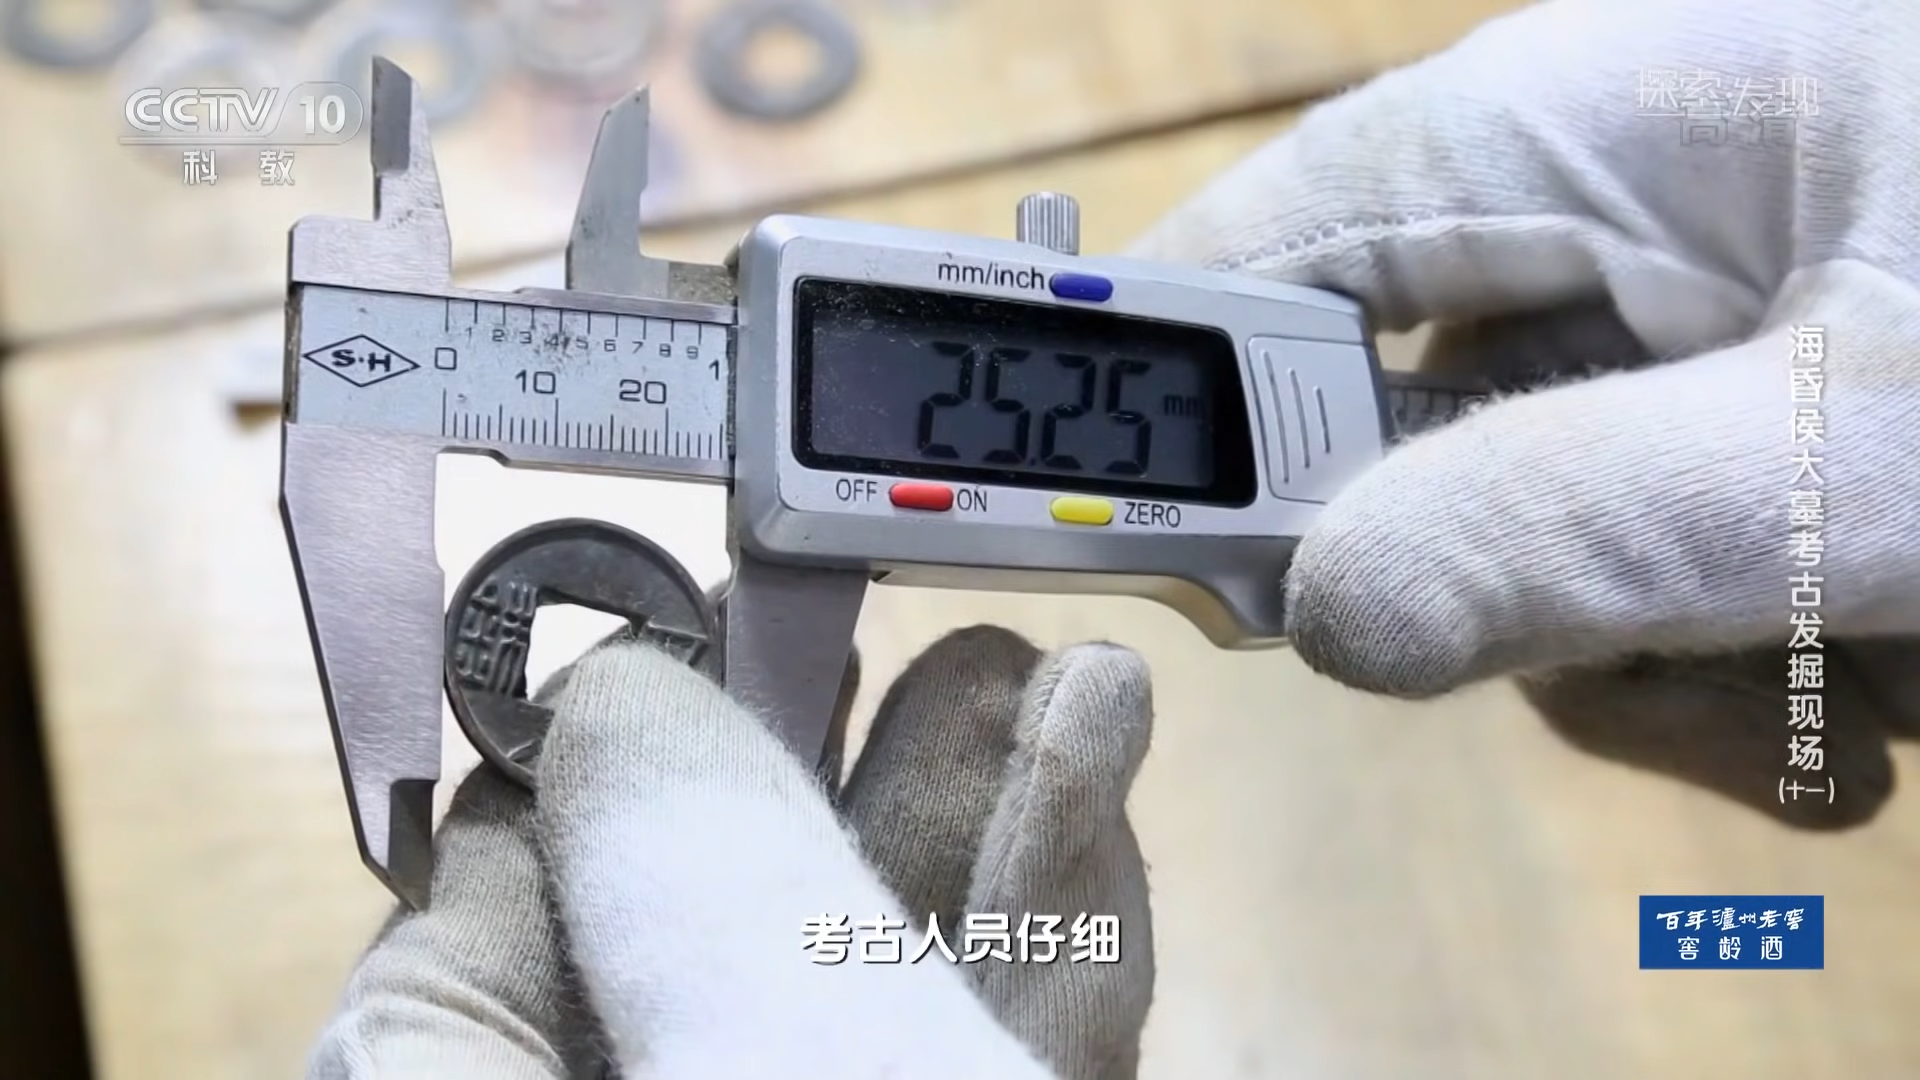 CCTV 10
科教
探索·发现
高清
mm/inch
S·H
0 1 2 3 4 5 6 7 8 9 1
10 20
25.25 mm
OFF ON ZERO
海昏侯大墓考古发掘现场(十一)
考古人员仔细
百年泸州老窖
窖龄酒